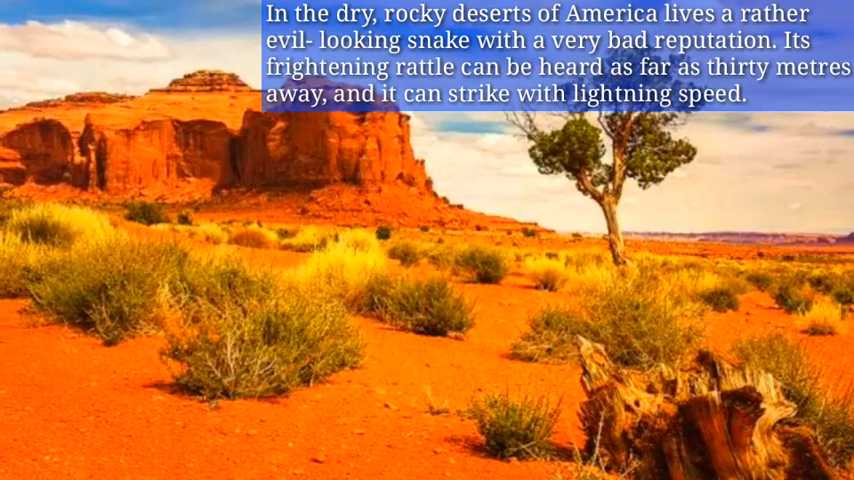 In the dry, rocky deserts of America lives a rather
evil- looking snake with a very bad reputation. Its
frightening rattle can be heard as far as thirty metres
away, and it can strike with lightning speed.